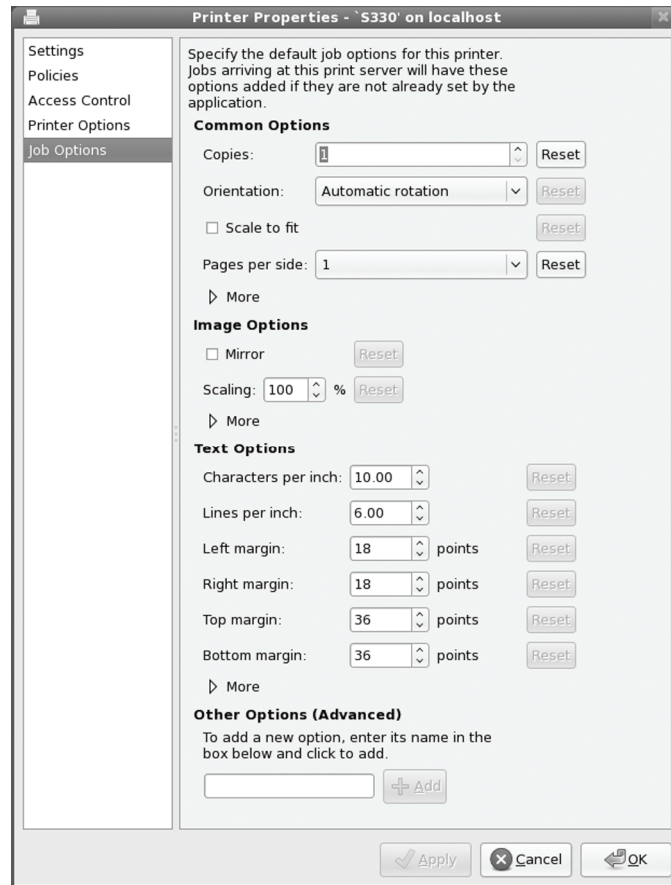 Printer Properties - `S330' on localhost
Settings
Policies
Access Control
Printer Options
Job Options
Specify the default job options for this printer.
Jobs arriving at this print server will have these
options added if they are not already set by the
application.
Common Options
Copies: 1 Reset
Orientation: Automatic rotation Reset
Scale to fit Reset
Pages per side: 1 Reset
More
Image Options
Mirror Reset
Scaling: 100 % Reset
More
Text Options
Characters per inch: 10.00 Reset
Lines per inch: 6.00 Reset
Left margin: 18 points Reset
Right margin: 18 points Reset
Top margin: 36 points Reset
Bottom margin: 36 points Reset
More
Other Options (Advanced)
To add a new option, enter its name in the
box below and click to add.
Add
Apply Cancel OK